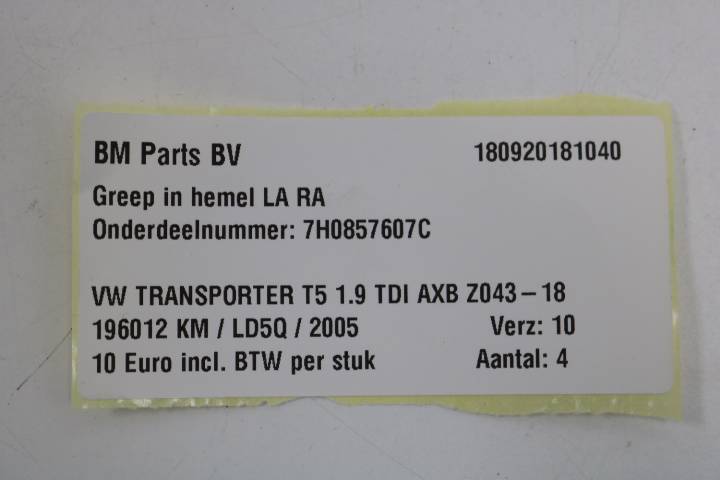 BM Parts BV 180920181040
Greep in hemel LA RA
Onderdeelnummer: 7H0857607C
VW TRANSPORTER T5 1.9 TDI AXB Z043-18
196012 KM / LD5Q / 2005 Verz: 10
10 Euro incl. BTW per stuk Aantal: 4